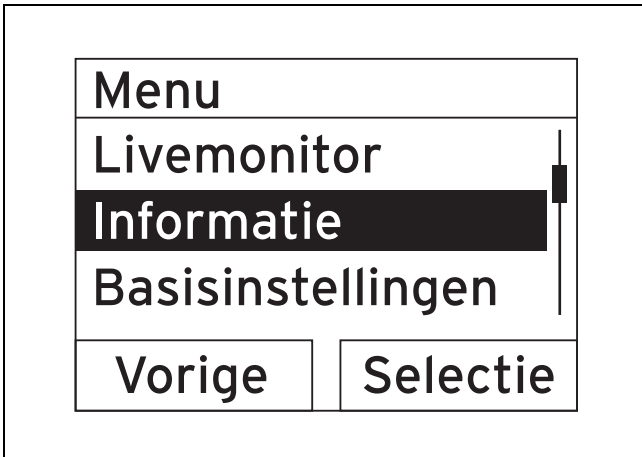 Menu
Livemonitor
Informatie
Basisinstellingen
Vorige Selectie